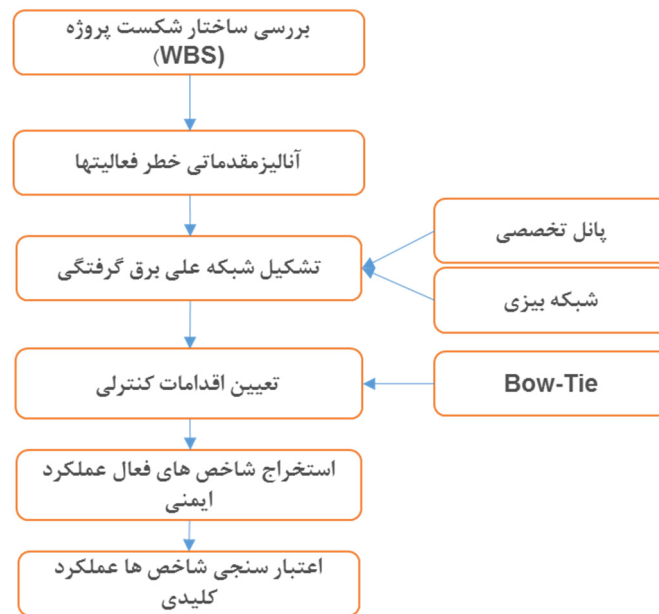 بررسی ساختار شکست پروژه
(WBS)
آنالیزمقدماتی خطر فعالیتها
تشکیل شبکه علی برق گرفتگی
پانل تخصصی
شبکه بیزی
تعیین اقدامات کنترلی
Bow-Tie
استخراج شاخص های فعال عملکرد
ایمنی
اعتبار سنجی شاخص ها عملکرد
کلیدی